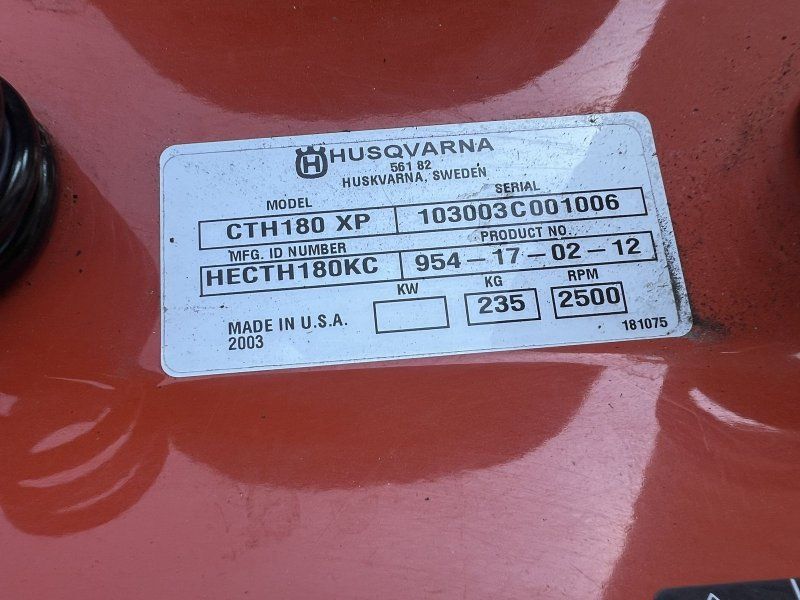 HUSQVARNA
561 82
HUSKVARNA, SWEDEN
MODEL SERIAL
CTH180 XP 103003C001006
MFG. ID NUMBER PRODUCT NO.
HECTH180KC 954-17-02-12
KW KG RPM
235 2500
MADE IN U.S.A.
2003
181075